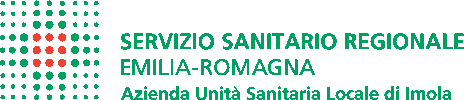 SERVIZIO SANITARIO REGIONALE
EMILIA-ROMAGNA
Azienda Unità Sanitaria Locale di Imola